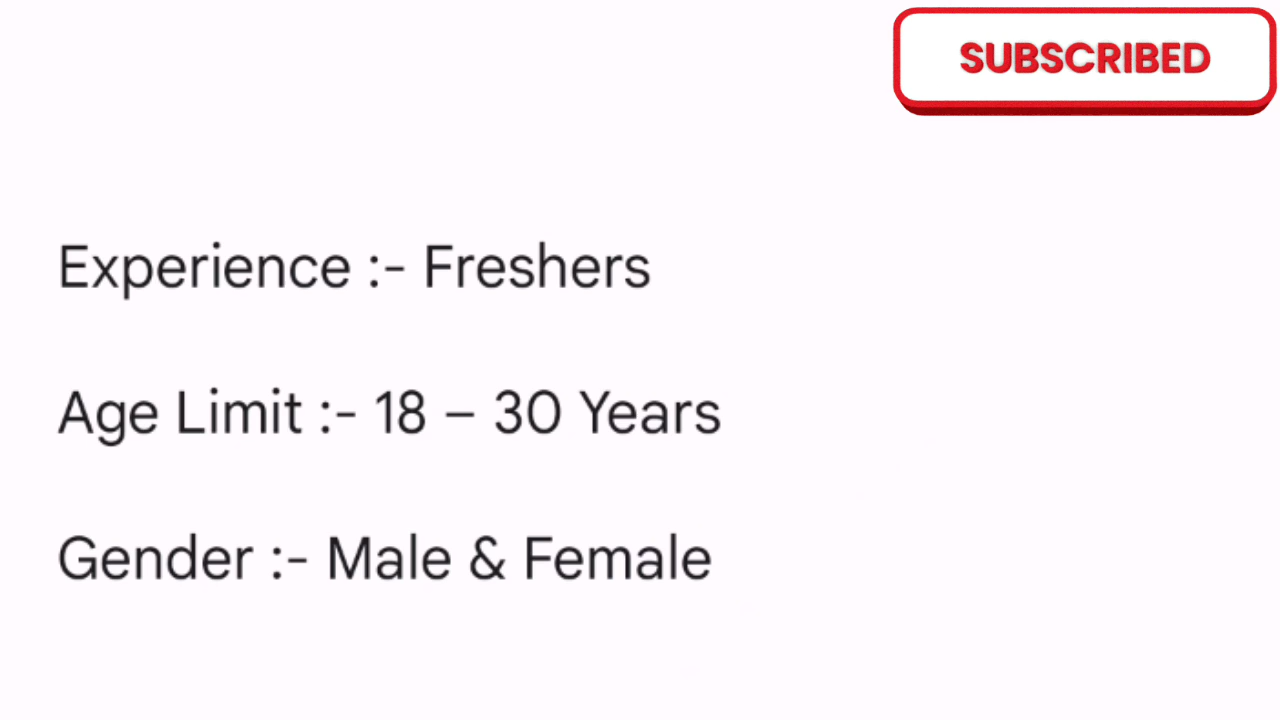 SUBSCRIBED
Experience :- Freshers
Age Limit :- 18 – 30 Years
Gender :- Male & Female